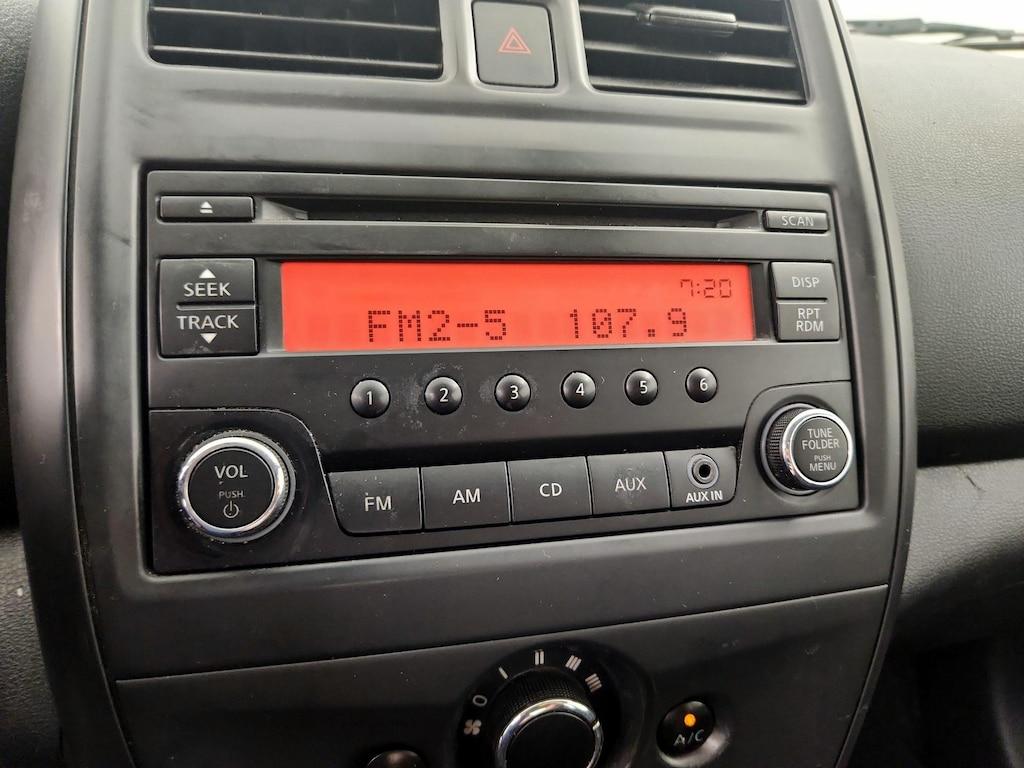 SCAN
SEEK
TRACK
7:20
FM2-5 107.9
DISP
RPT
RDM
1 2 3 4 5 6
VOL
PUSH
FM AM CD AUX
AUX IN
TUNE
FOLDER
PUSH
MENU
0
A/C